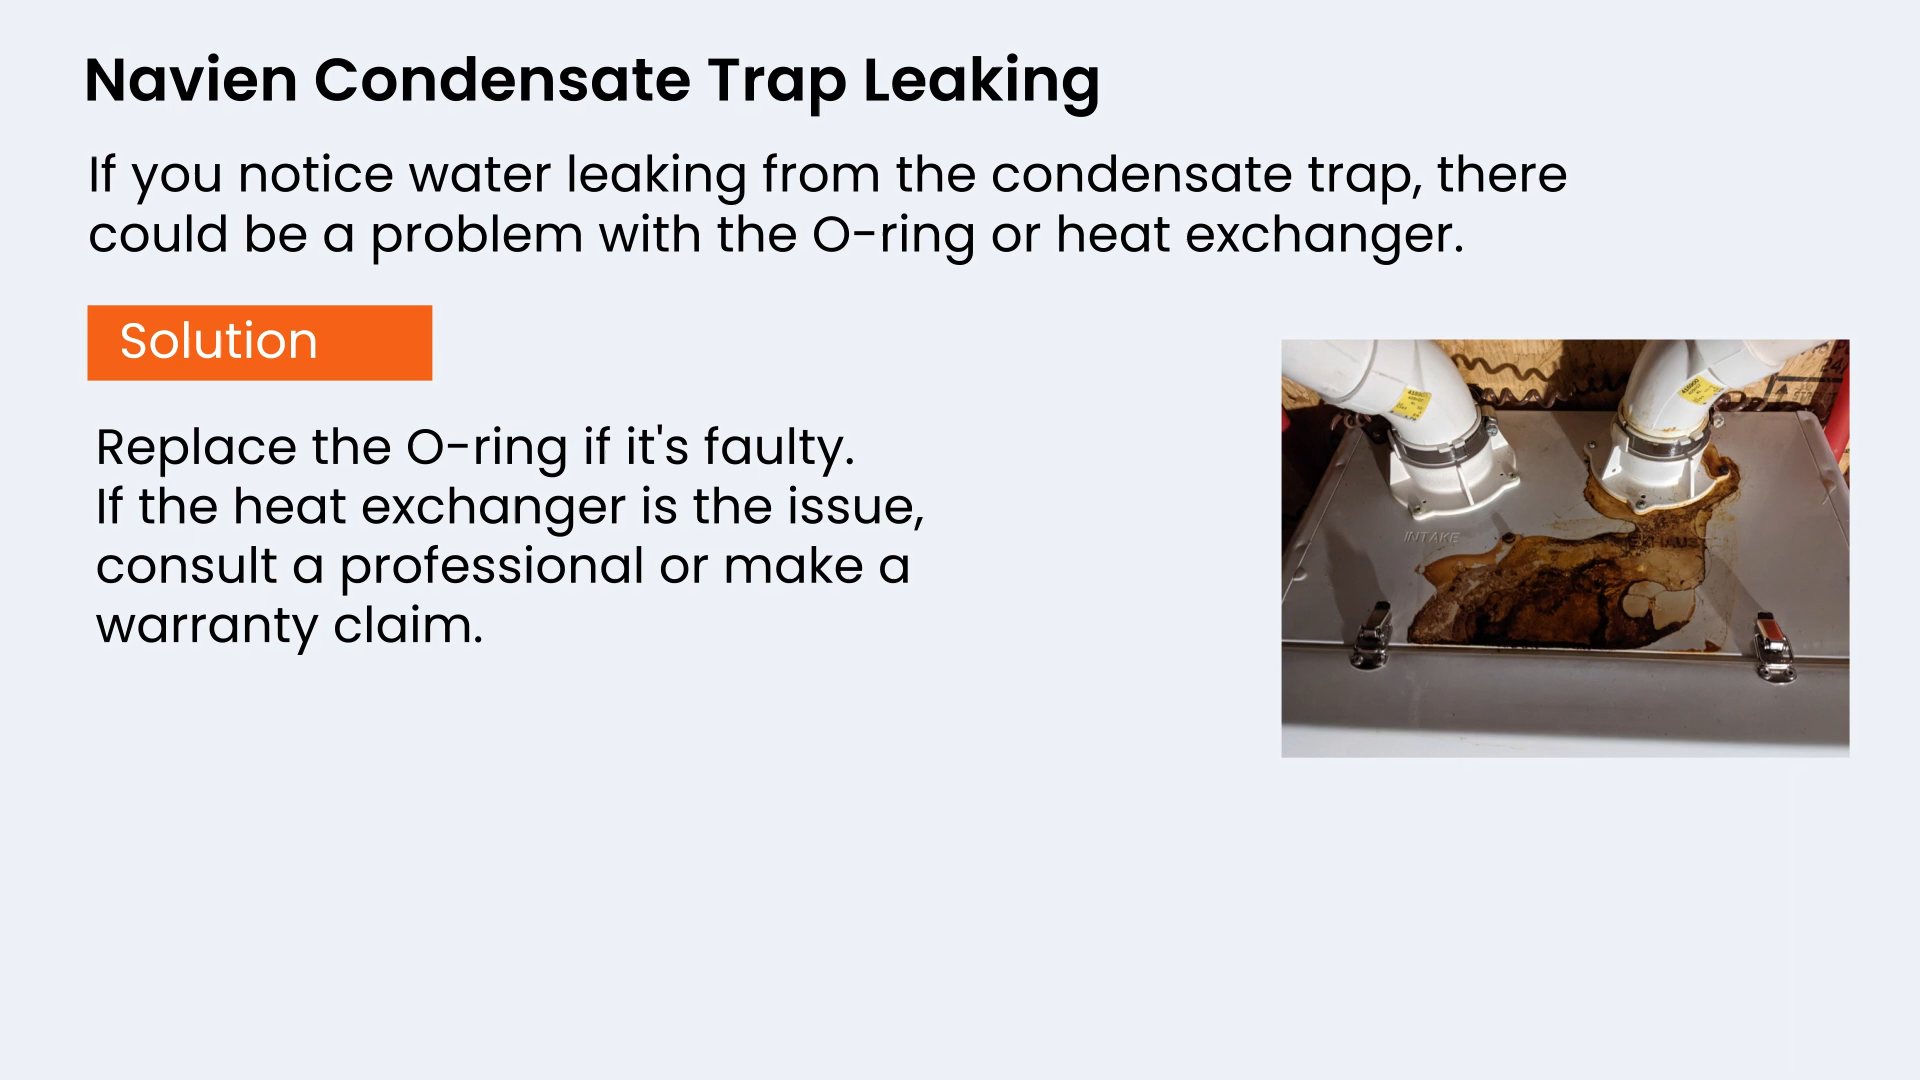 Navien Condensate Trap Leaking
If you notice water leaking from the condensate trap, there
could be a problem with the O-ring or heat exchanger.
Solution
Replace the O-ring if it's faulty.
If the heat exchanger is the issue,
consult a professional or make a
warranty claim.
24/
INTAKE